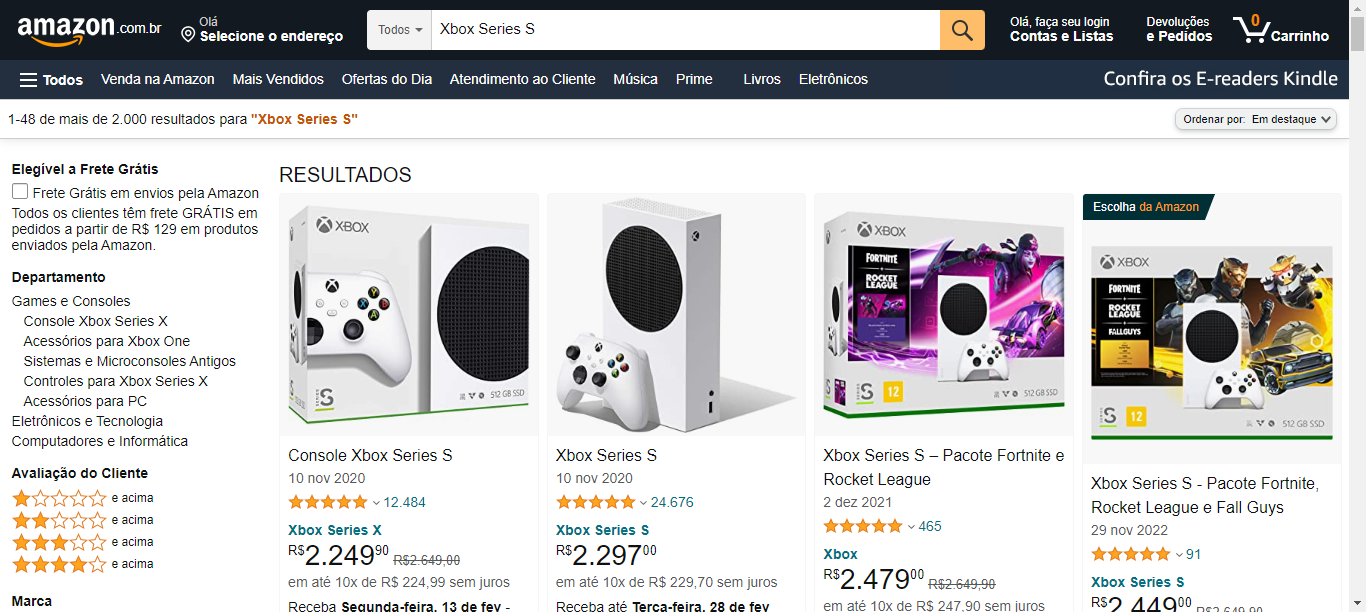 amazon.com.br
Olá
Selecione o endereço
Todos
Xbox Series S
Olá, faça seu login
Contas e Listas
Devoluções
e Pedidos
0
Carrinho
Todos
Venda na Amazon
Mais Vendidos
Ofertas do Dia
Atendimento ao Cliente
Música
Prime
Livros
Eletrônicos
Confira os E-readers Kindle
1-48 de mais de 2.000 resultados para "Xbox Series S"
Ordenar por: Em destaque
Elegível a Frete Grátis
Frete Grátis em envios pela Amazon
Todos os clientes têm frete GRÁTIS em
pedidos a partir de R$ 129 em produtos
enviados pela Amazon.
Departamento
Games e Consoles
Console Xbox Series X
Acessórios para Xbox One
Sistemas e Microconsoles Antigos
Controles para Xbox Series X
Acessórios para PC
Eletrônicos e Tecnologia
Computadores e Informática
Avaliação do Cliente
e acima
e acima
e acima
e acima
Marca
RESULTADOS
XBOX
SERIES
S
512 GB SSD
Console Xbox Series S
10 nov 2020
12.484
Xbox Series X
R$2.24990 R$2.649,00
em até 10x de R$ 224,99 sem juros
Receba Segunda-feira, 13 de fev -
Xbox Series S
10 nov 2020
24.676
Xbox Series S
R$2.29700
em até 10x de R$ 229,70 sem juros
Receba até Terça-feira, 28 de fev
XBOX
FORTNITE
+
ROCKET
LEAGUE
SERIES
S
12
512 GB SSD
Xbox Series S – Pacote Fortnite e
Rocket League
2 dez 2021
465
Xbox
R$2.47900 R$2.649,90
em até 10x de R$ 247,90 sem juros
Escolha da Amazon
XBOX
FORTNITE
+
ROCKET
LEAGUE
+
FALL GUYS
SERIES
S
12
512 GB SSD
Xbox Series S - Pacote Fortnite,
Rocket League e Fall Guys
29 nov 2022
91
Xbox Series S
R$2.44900 R$2.649,90